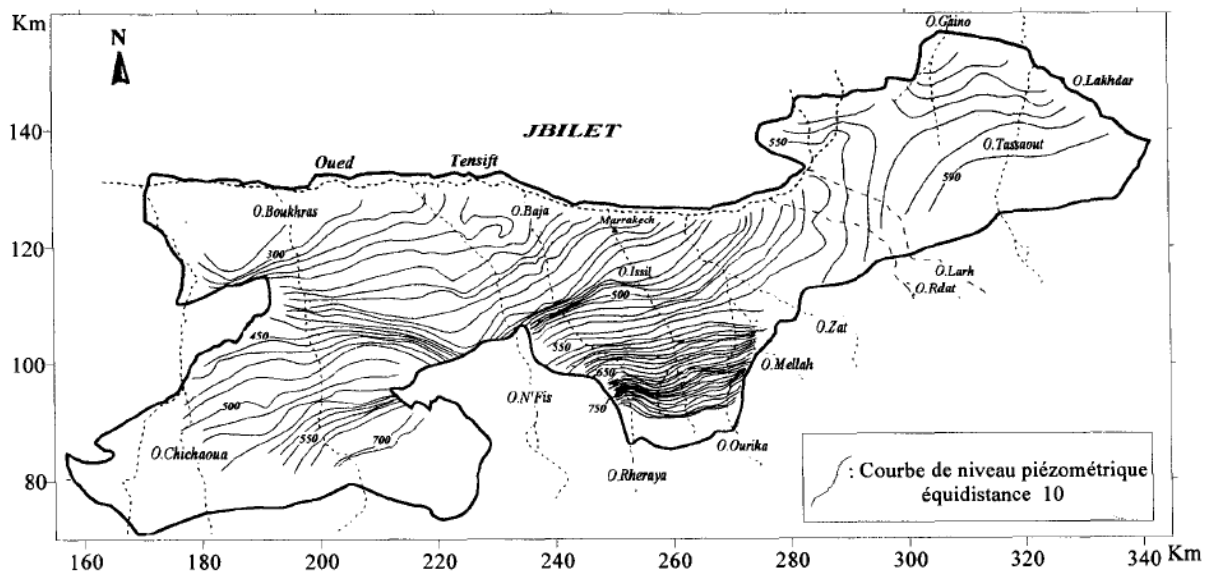 Km
N
O.Gaino
O.Lakhdar
140
JBILET
550
O.Tassaout
Oued
Tensift
590
O.Boukhras
O.Baja
Marrakech
120
300
O.Issil
O.Larh
500
O.Rdat
450
O.Zat
100
550
650
O.Mellah
O.N'Fis
500
750
550
700
O.Chichaoua
O.Ourika
80
O.Rheraya
: Courbe de niveau piézométrique
équidistance 10
160
180
200
220
240
260
280
300
320
340
Km